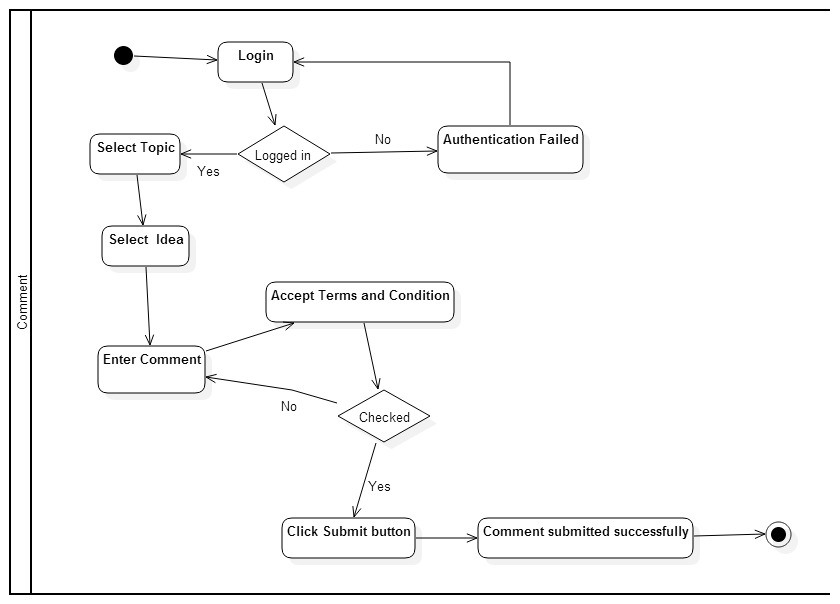 Login
Logged in
No
Authentication Failed
Yes
Select Topic
Select  Idea
Comment
Accept Terms and Condition
Enter Comment
No
Checked
Yes
Click Submit button
Comment submitted successfully